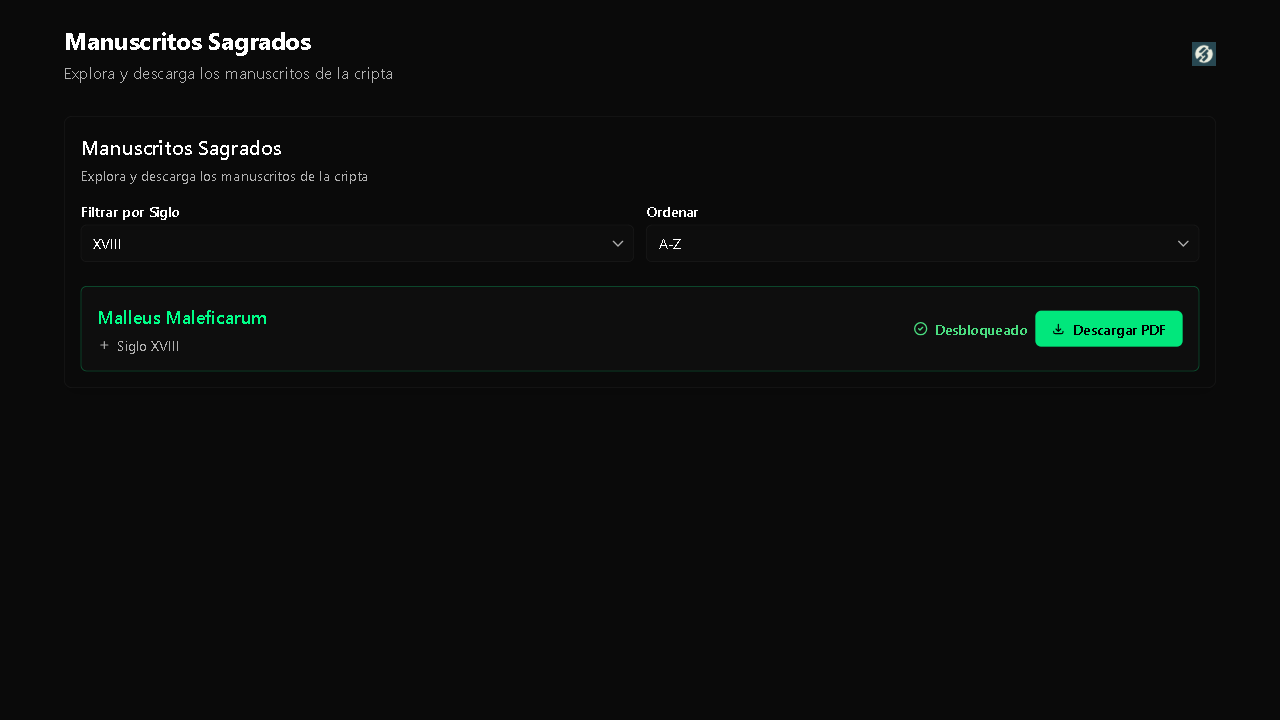 Manuscritos Sagrados
Explora y descarga los manuscritos de la cripta
Manuscritos Sagrados
Explora y descarga los manuscritos de la cripta
Filtrar por Siglo
Ordenar
XVIII
A-Z
Malleus Maleficarum
Siglo XVIII
Desbloqueado
Descargar PDF